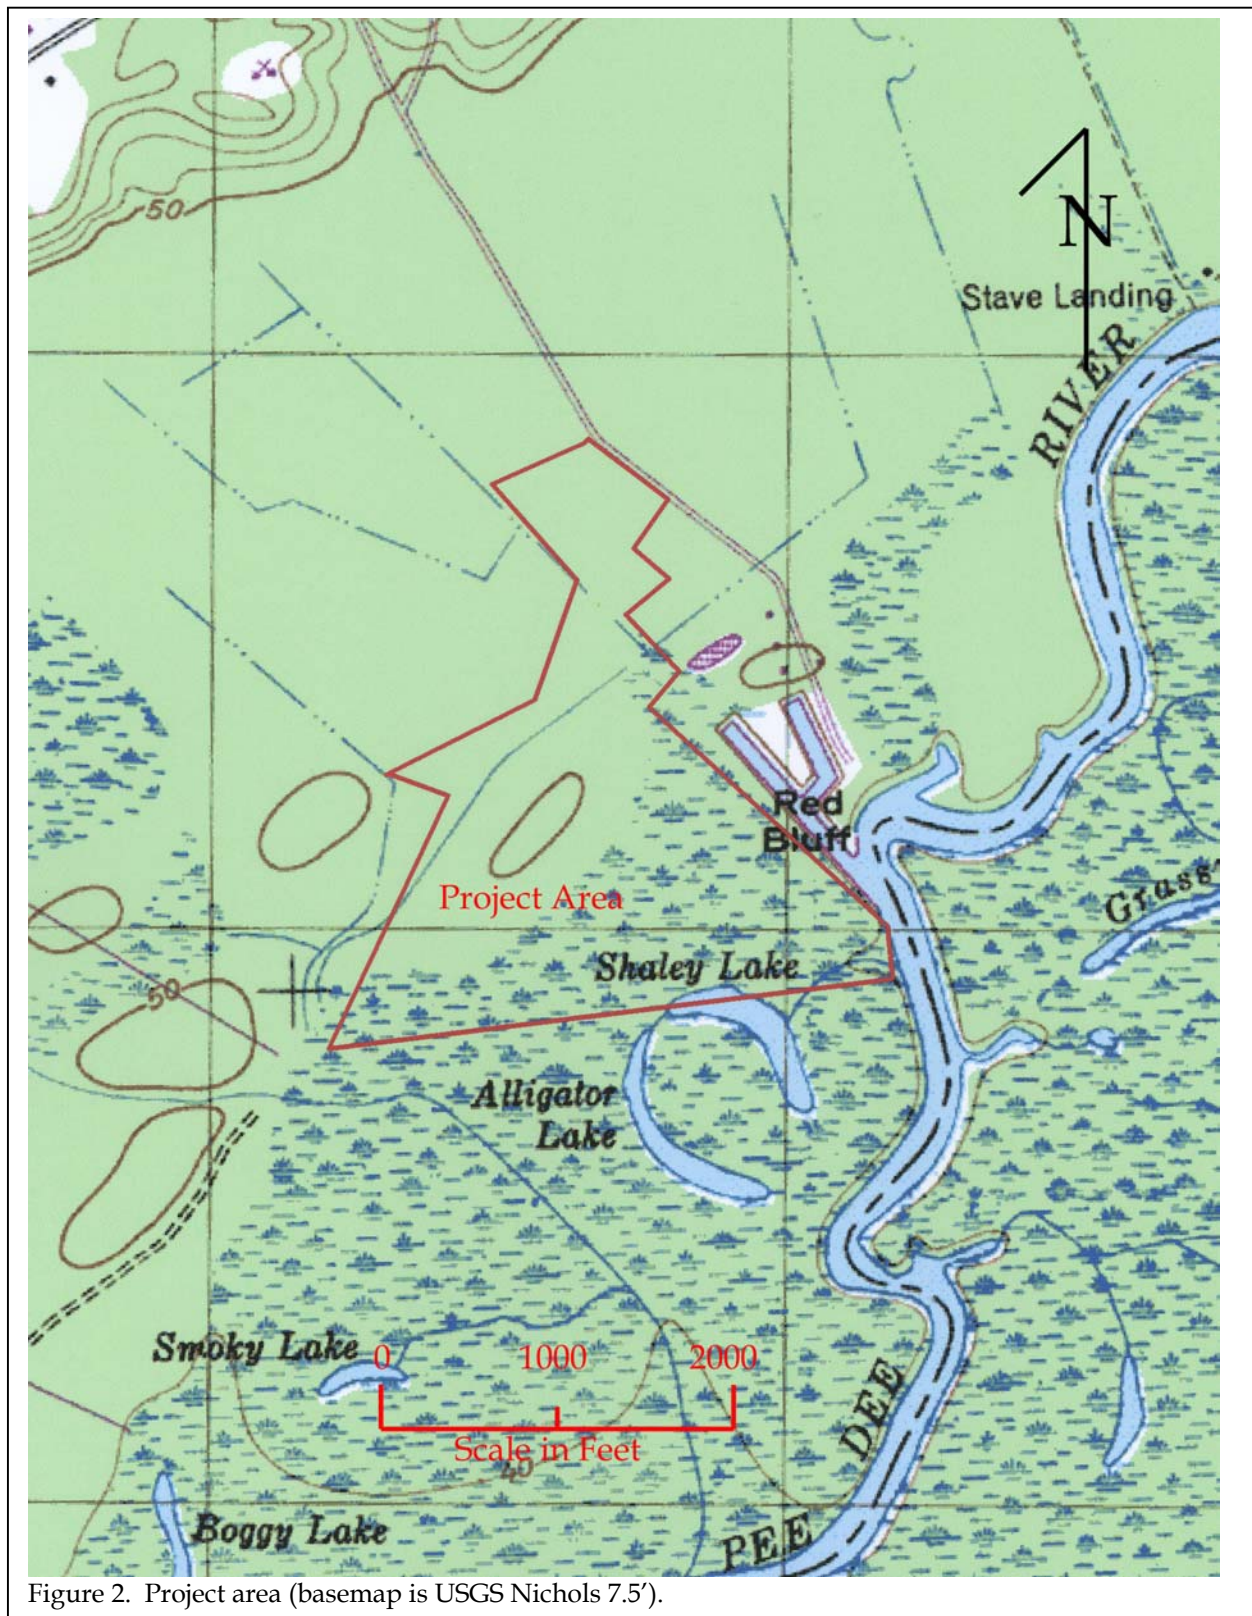 50
N
Stave Landing
RIVER
Red
Bluff
Project Area
Grass
Shaley Lake
50
Alligator
Lake
Smoky Lake
0 1000 2000
Scale in Feet
40
DEE
Boggy Lake
PEE
Figure 2. Project area (basemap is USGS Nichols 7.5’).